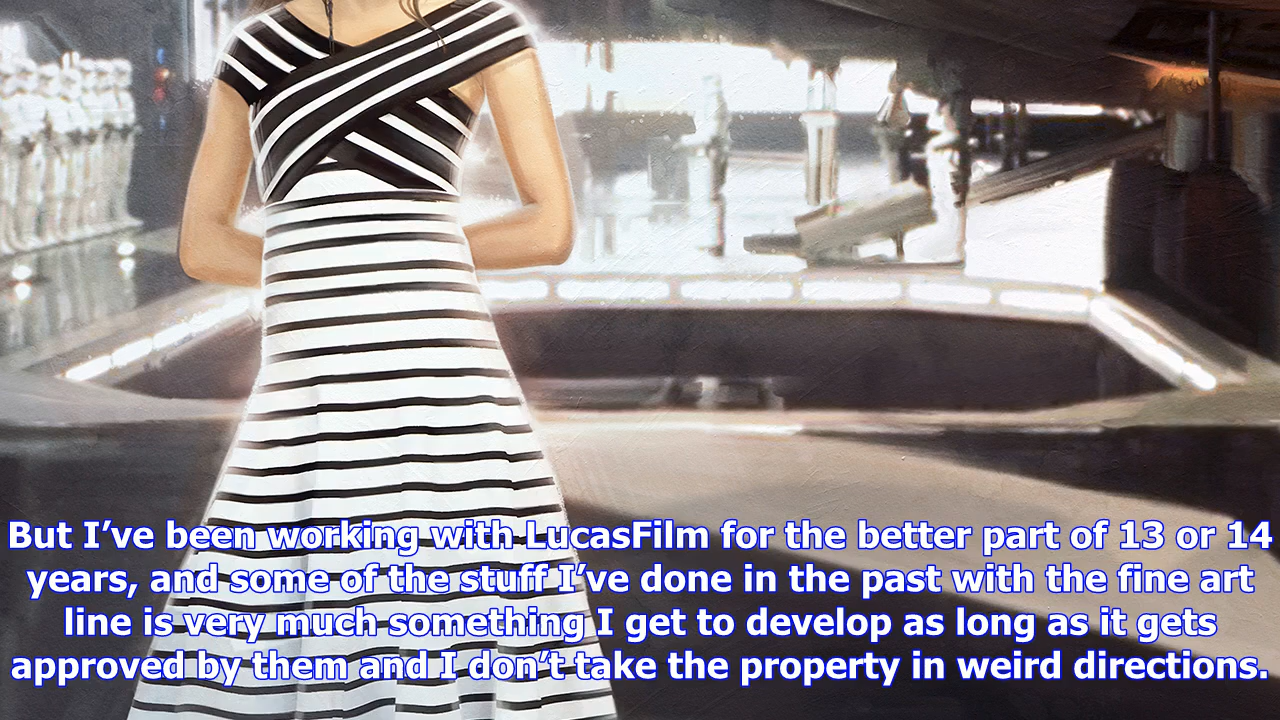 But I’ve been working with LucasFilm for the better part of 13 or 14
years, and some of the stuff I’ve done in the past with the fine art
line is very much something I get to develop as long as it gets
approved by them and I don’t take the property in weird directions.